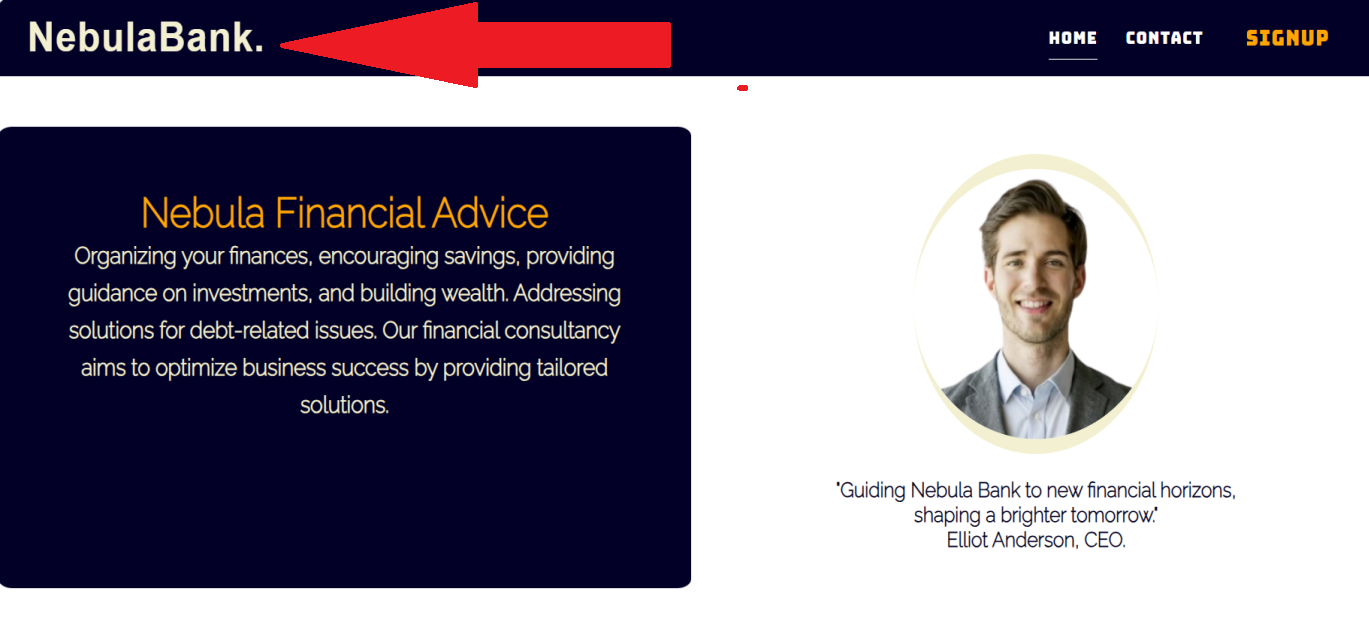 NebulaBank.
HOME CONTACT SIGNUP
Nebula Financial Advice
Organizing your finances, encouraging savings, providing
guidance on investments, and building wealth. Addressing
solutions for debt-related issues. Our financial consultancy
aims to optimize business success by providing tailored
solutions.
"Guiding Nebula Bank to new financial horizons,
shaping a brighter tomorrow."
Elliot Anderson, CEO.